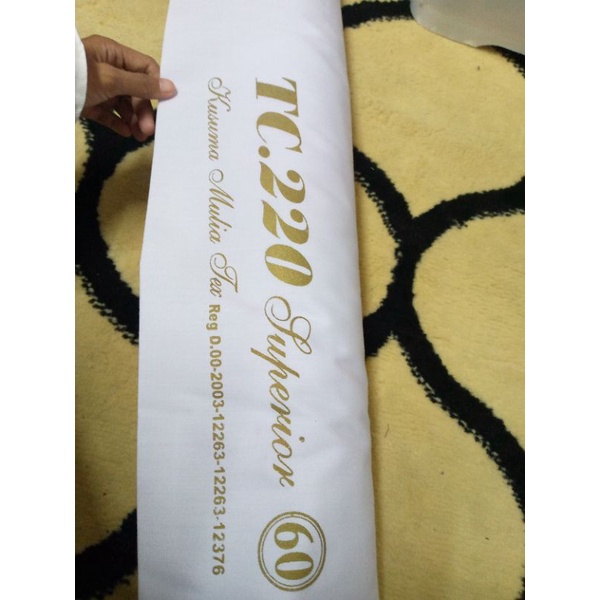 TC.220 Superior 60
Kusuma Mulia Tex Reg D.00-2003-12263-12263-12376